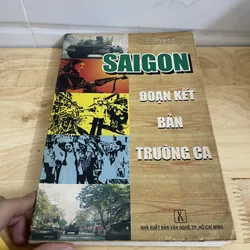 SAIGON
ĐOẠN KẾT
BẢN
TRƯỜNG CA
NHÀ XUẤT BẢN VĂN NGHỆ TP. HỒ CHÍ MINH